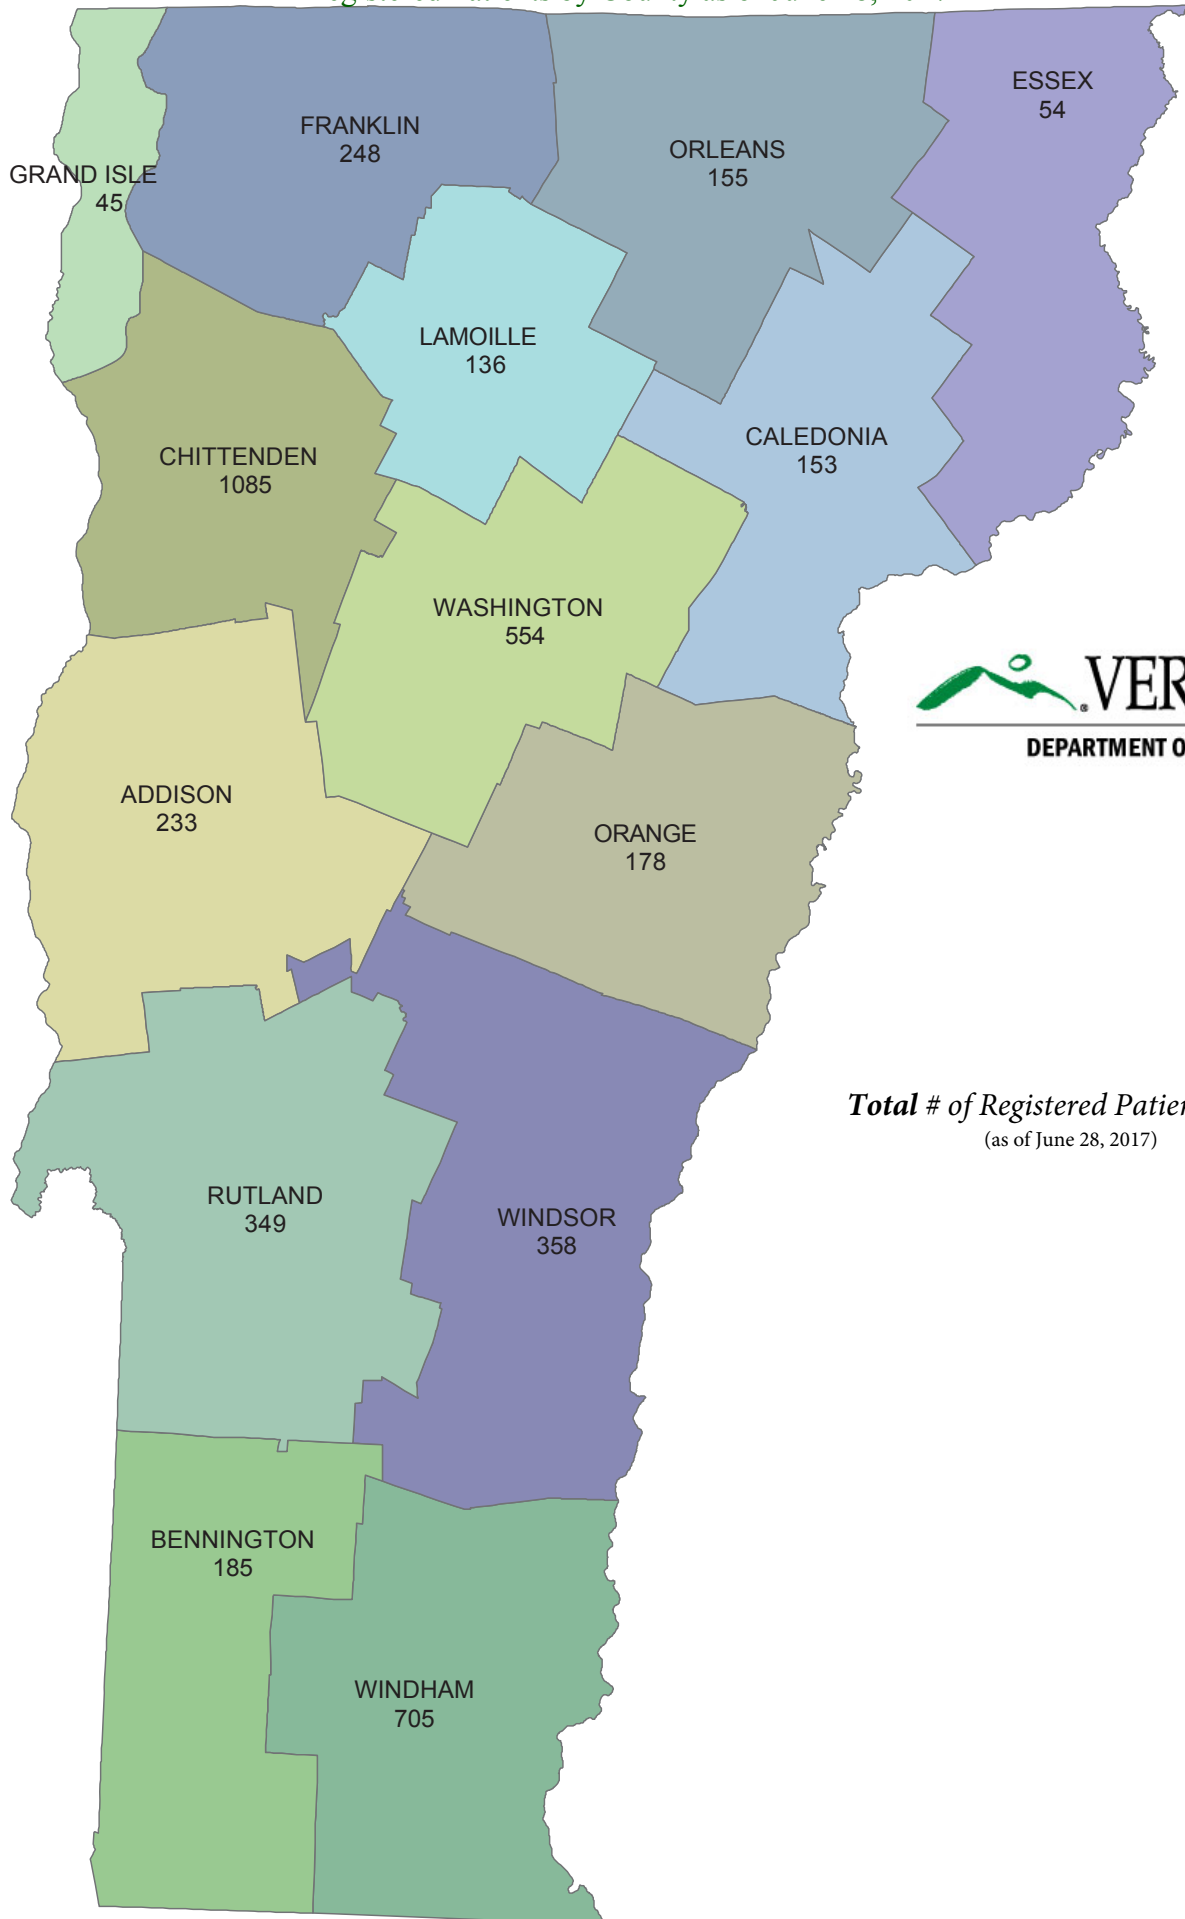 ESSEX
54
FRANKLIN
248
ORLEANS
155
GRAND ISLE
45
LAMOILLE
136
CALEDONIA
153
CHITTENDEN
1085
WASHINGTON
554
DEPARTMENT
ADDISON
233
ORANGE
178
Total # of Registered
(as of June 28, 2017)
RUTLAND
349
WINDSOR
358
BENNINGTON
185
WINDHAM
705